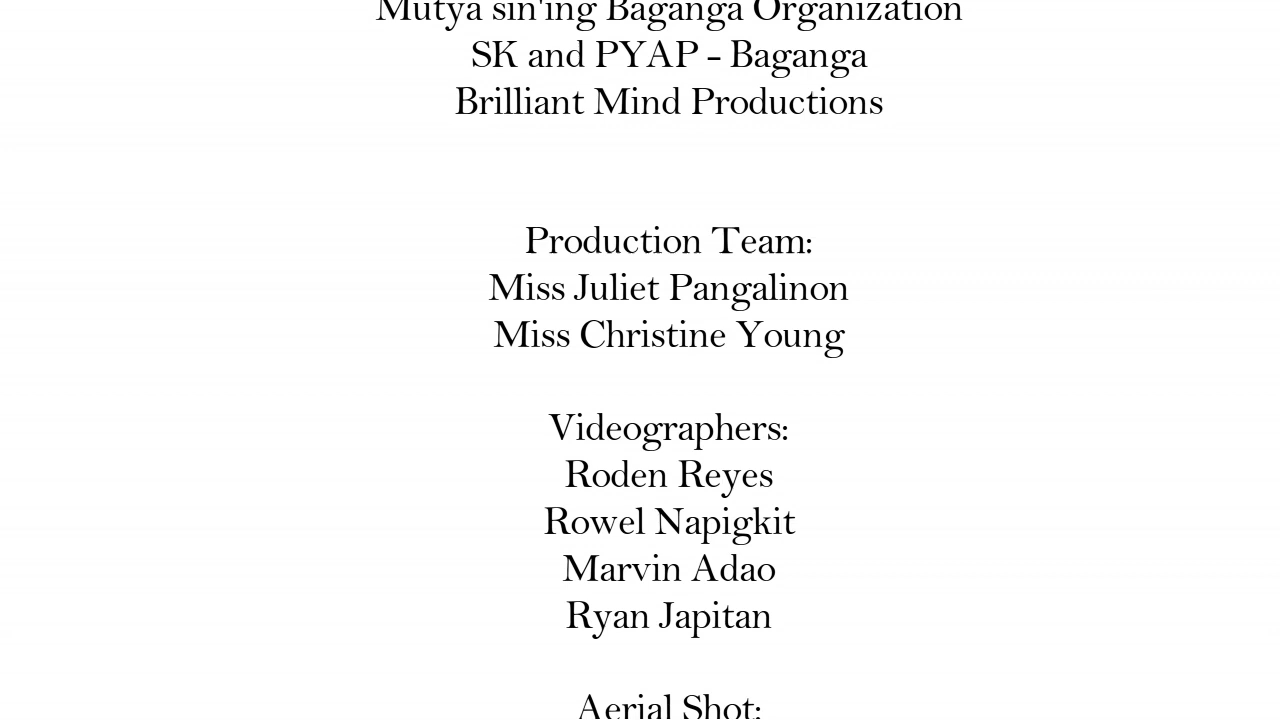 Mutya sin'ing Baganga Organization
SK and PYAP - Baganga
Brilliant Mind Productions
Production Team:
Miss Juliet Pangalinon
Miss Christine Young
Videographers:
Roden Reyes
Rowel Napigkit
Marvin Adao
Ryan Japitan
Aerial Shot: